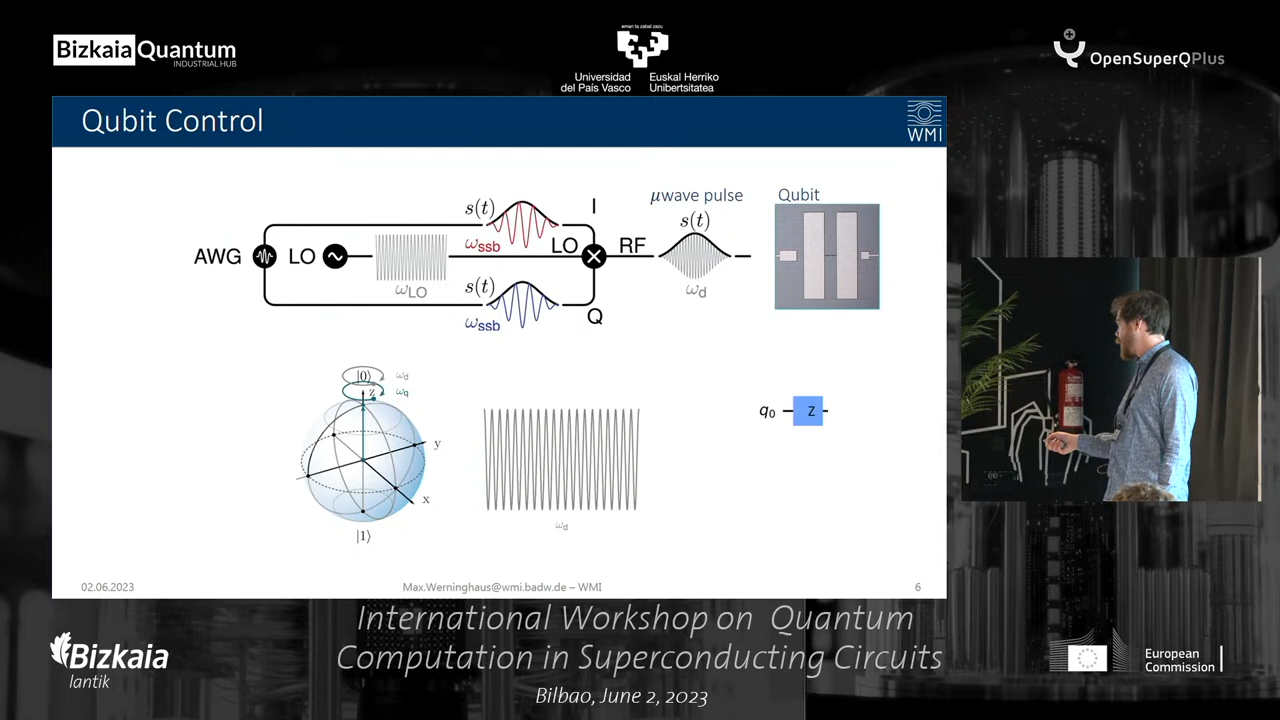 Bizkaia Quantum
INDUSTRIAL HUB
eman ta zabal zazu
Universidad
del País Vasco
Euskal Herriko
Unibertsitatea
OpenSuperQPlus
Qubit Control
WMI
AWG
LO
ω_LO
s(t)
ω_ssb
I
LO
s(t)
ω_ssb
Q
RF
μwave pulse
s(t)
ω_d
Qubit
|0⟩
z
ω_d
ω_q
y
x
|1⟩
ω_d
q₀
Z
02.06.2023
Max.Werninghaus@wmi.badw.de – WMI
6
Bizkaia
lantik
International Workshop on Quantum
Computation in Superconducting Circuits
Bilbao, June 2, 2023
European
Commission